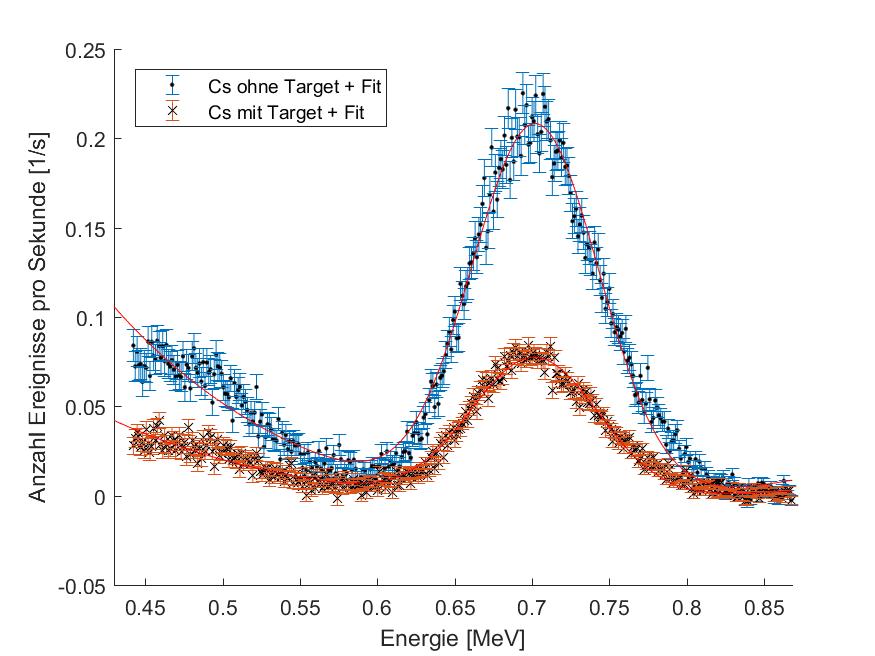 0.25
0.2
0.15
0.1
0.05
0
-0.05
0.45 0.5 0.55 0.6 0.65 0.7 0.75 0.8 0.85
Anzahl Ereignisse pro Sekunde [1/s]
Energie [MeV]
Cs ohne Target + Fit
Cs mit Target + Fit